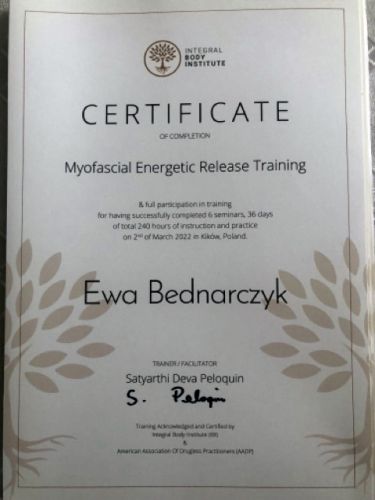 INTEGRAL
BODY
INSTITUTE
CERTIFICATE
OF COMPLETION
Myofascial Energetic Release Training
& full participation in training
for having successfully completed 6 seminars, 36 days
of total 240 hours of instruction and practice
on 2nd of March 2022 in Kików, Poland.
Ewa Bednarczyk
TRAINER / FACILITATOR
Satyarthi Deva Peloquin
S. Peloquin
Training Acknowledged and Certified by
Integral Body Institute (IBI)
&
American Association Of Drugless Practitioners (AADP)